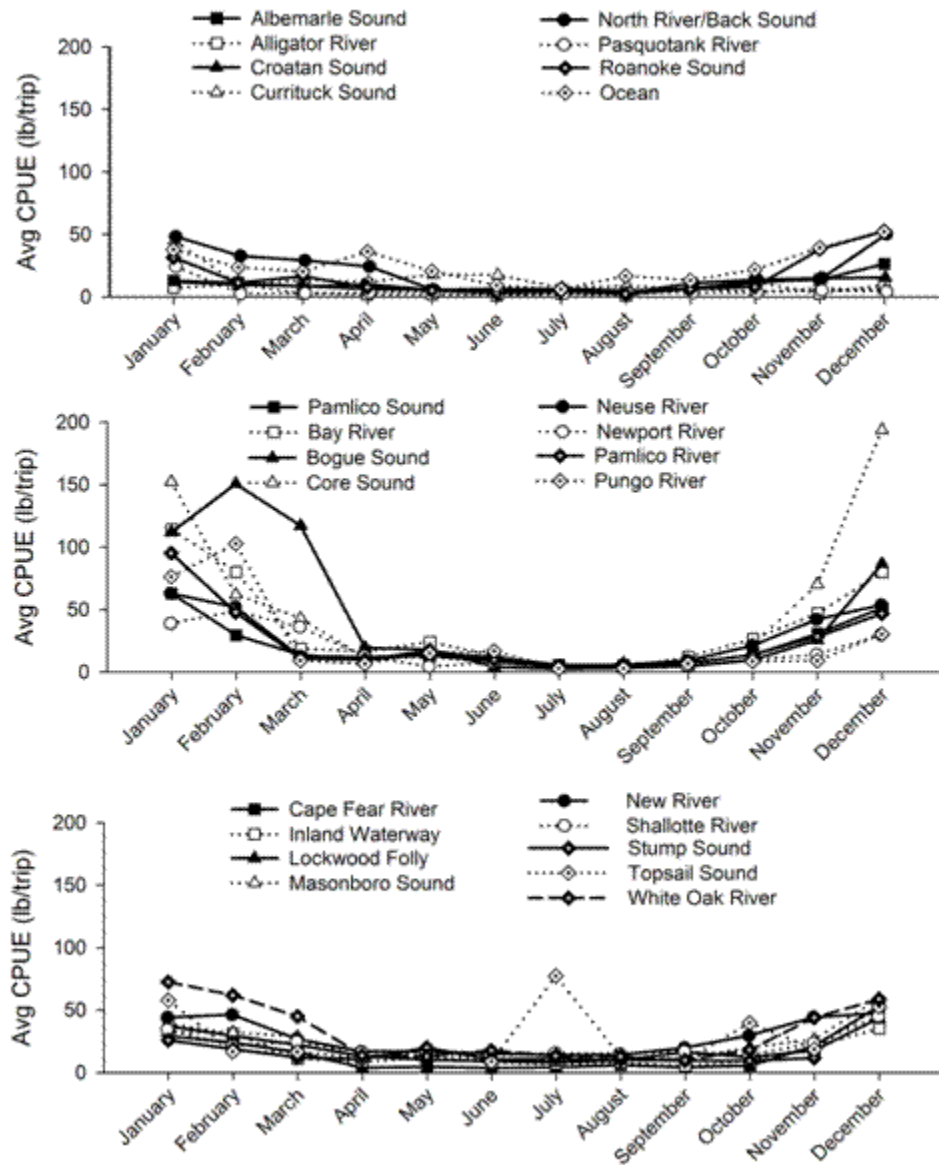 Albemarle Sound
Alligator River
Croatan Sound
Currituck Sound
North River/Back Sound
Pasquotank River
Roanoke Sound
Ocean
Avg CPUE (lb/trip)
200
150
100
50
0
January
February
March
April
May
June
July
August
September
October
November
December
Pamlico Sound
Bay River
Bogue Sound
Core Sound
Neuse River
Newport River
Pamlico River
Pungo River
Avg CPUE (lb/trip)
200
150
100
50
0
January
February
March
April
May
June
July
August
September
October
November
December
Cape Fear River
Inland Waterway
Lockwood Folly
Masonboro Sound
New River
Shallotte River
Stump Sound
Topsail Sound
White Oak River
Avg CPUE (lb/trip)
200
150
100
50
0
January
February
March
April
May
June
July
August
September
October
November
December